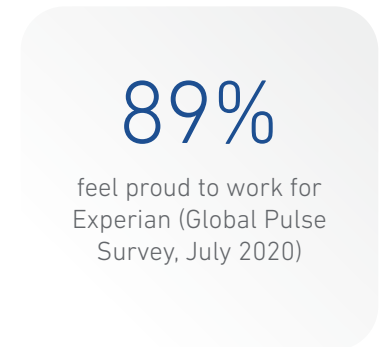 89%
feel proud to work for
Experian (Global Pulse
Survey, July 2020)